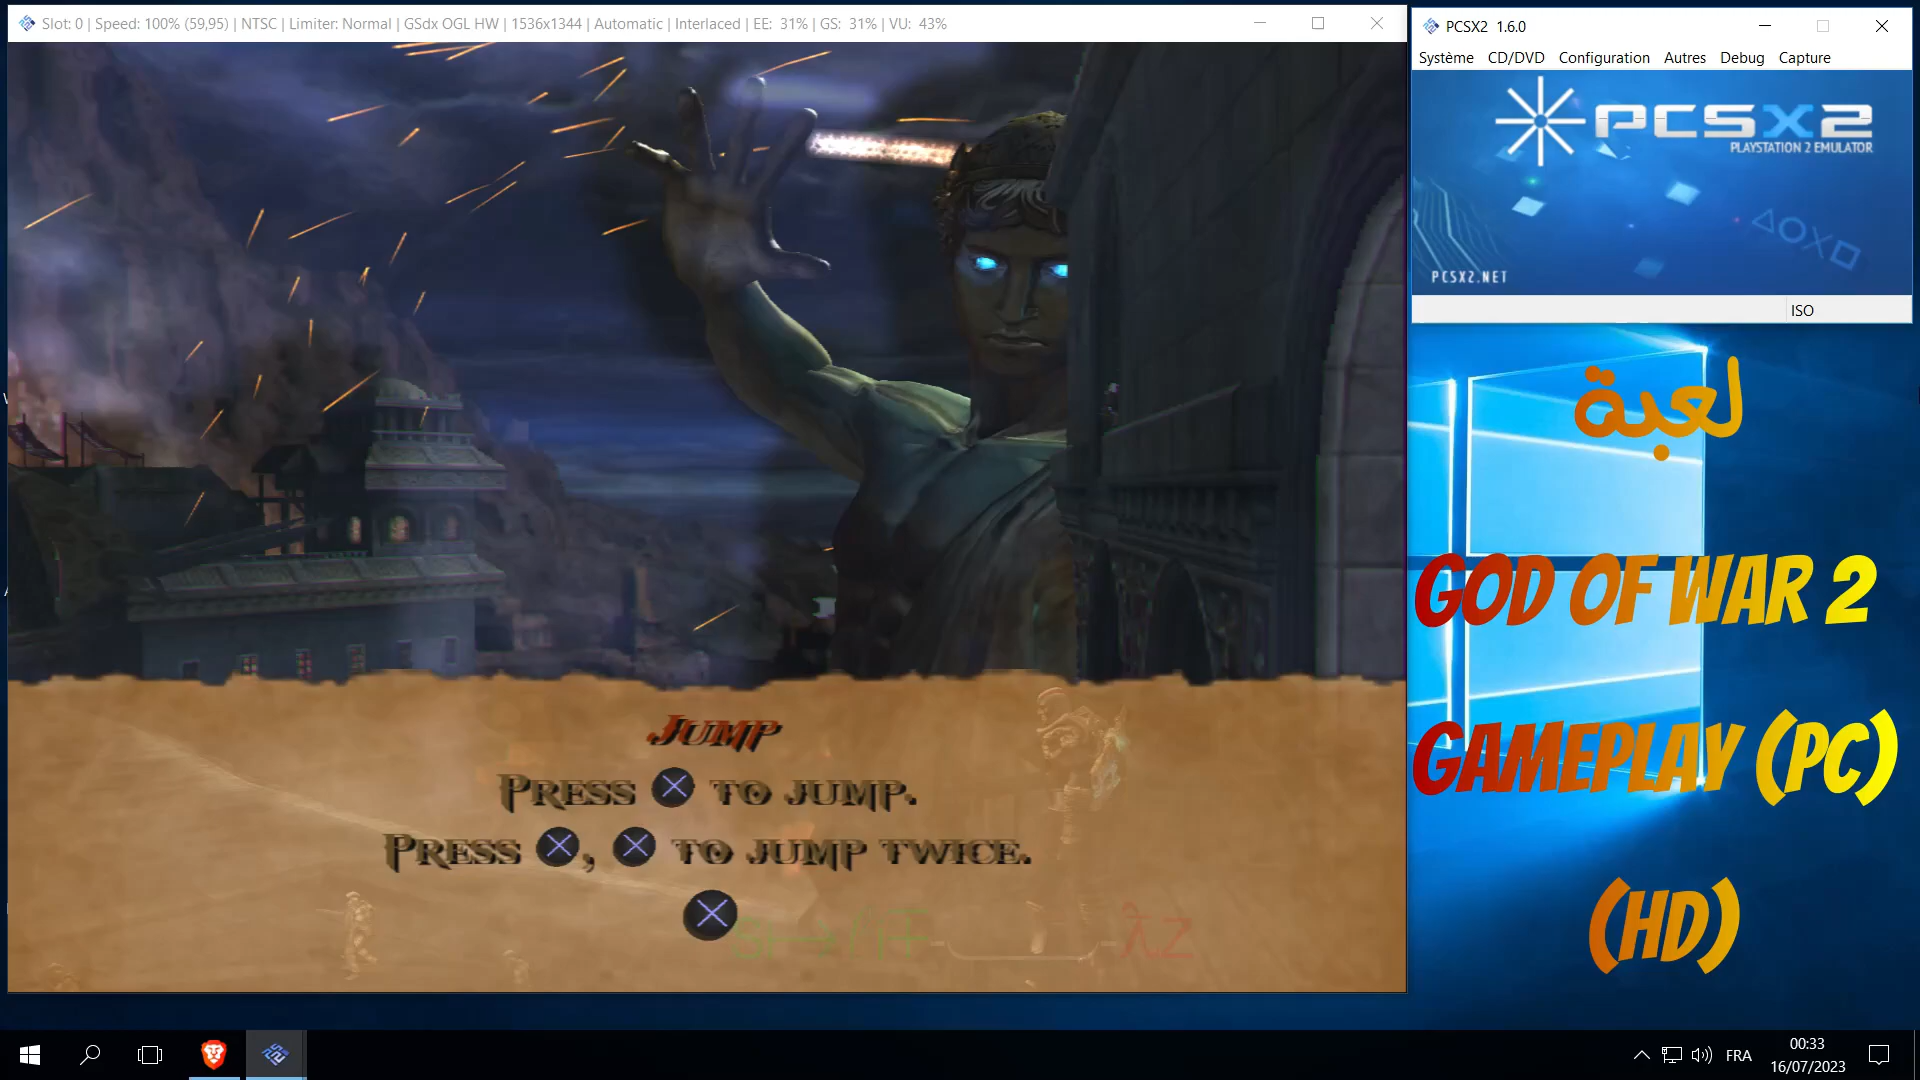 Slot: 0 | Speed: 100% (59,95) | NTSC | Limiter: Normal | GSdx OGL HW | 1536x1344 | Automatic | Interlaced | EE: 31% | GS: 31% | VU: 43%
PCSX2 1.6.0
Système CD/DVD Configuration Autres Debug Capture
PCSX2
PLAYSTATION 2 EMULATOR
PCSX2.NET
ISO
لعبة
GOD OF WAR 2
GAMEPLAY (PC)
(HD)
JUMP
PRESS TO JUMP.
PRESS , TO JUMP TWICE.
FRA
00:33
16/07/2023